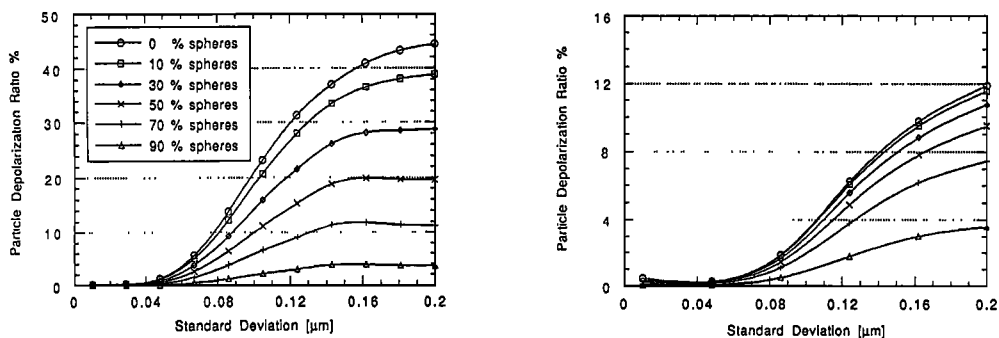 50
40
30
20
10
0
Particle Depolarization Ratio %
0 % spheres
10 % spheres
30 % spheres
50 % spheres
70 % spheres
90 % spheres
0 0.04 0.08 0.12 0.16 0.2
Standard Deviation [µm]
16
12
8
4
0
Particle Depolarization Ratio %
0 0.04 0.08 0.12 0.16 0.2
Standard Deviation [µm]